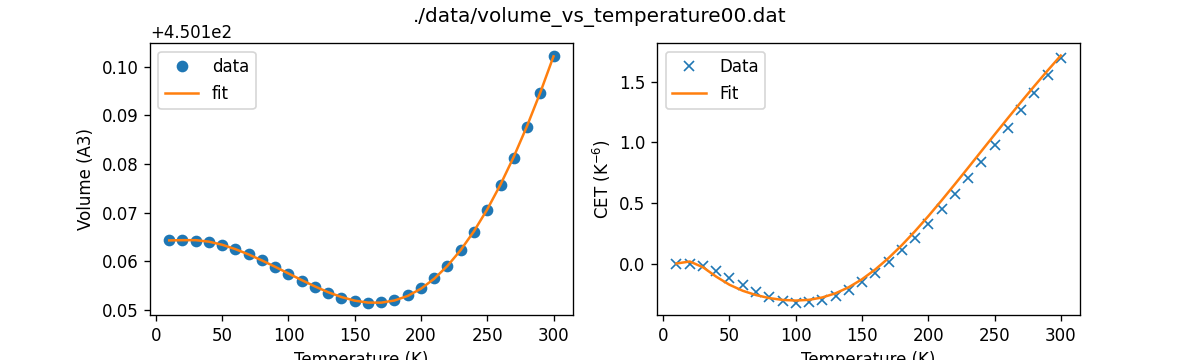 ./data/volume_vs_temperature00.dat
+4.501e2
0.10
0.09
0.08
0.07
0.06
0.05
Volume (A3)
data
fit
0 50 100 150 200 250 300
Temperature (K)
1.5
1.0
0.5
0.0
CET (K⁻⁶)
Data
Fit
0 50 100 150 200 250 300
Temperature (K)